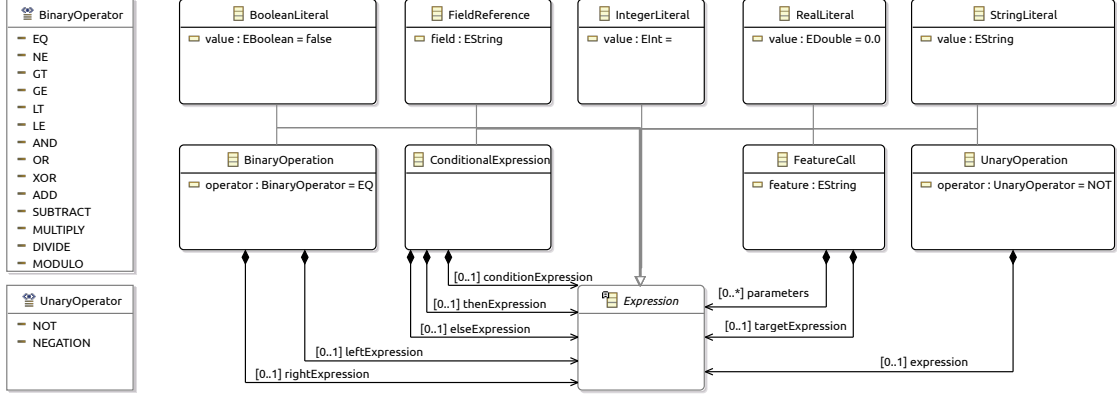 BinaryOperator
EQ
NE
GT
GE
LT
LE
AND
OR
XOR
ADD
SUBTRACT
MULTIPLY
DIVIDE
MODULO
UnaryOperator
NOT
NEGATION
BooleanLiteral
value : EBoolean = false
FieldReference
field : EString
IntegerLiteral
value : EInt =
RealLiteral
value : EDouble = 0.0
StringLiteral
value : EString
BinaryOperation
operator : BinaryOperator = EQ
ConditionalExpression
FeatureCall
feature : EString
UnaryOperation
operator : UnaryOperator = NOT
[0..1] conditionExpression
[0..1] thenExpression
[0..1] elseExpression
[0..1] leftExpression
[0..1] rightExpression
Expression
[0..*] parameters
[0..1] targetExpression
[0..1] expression